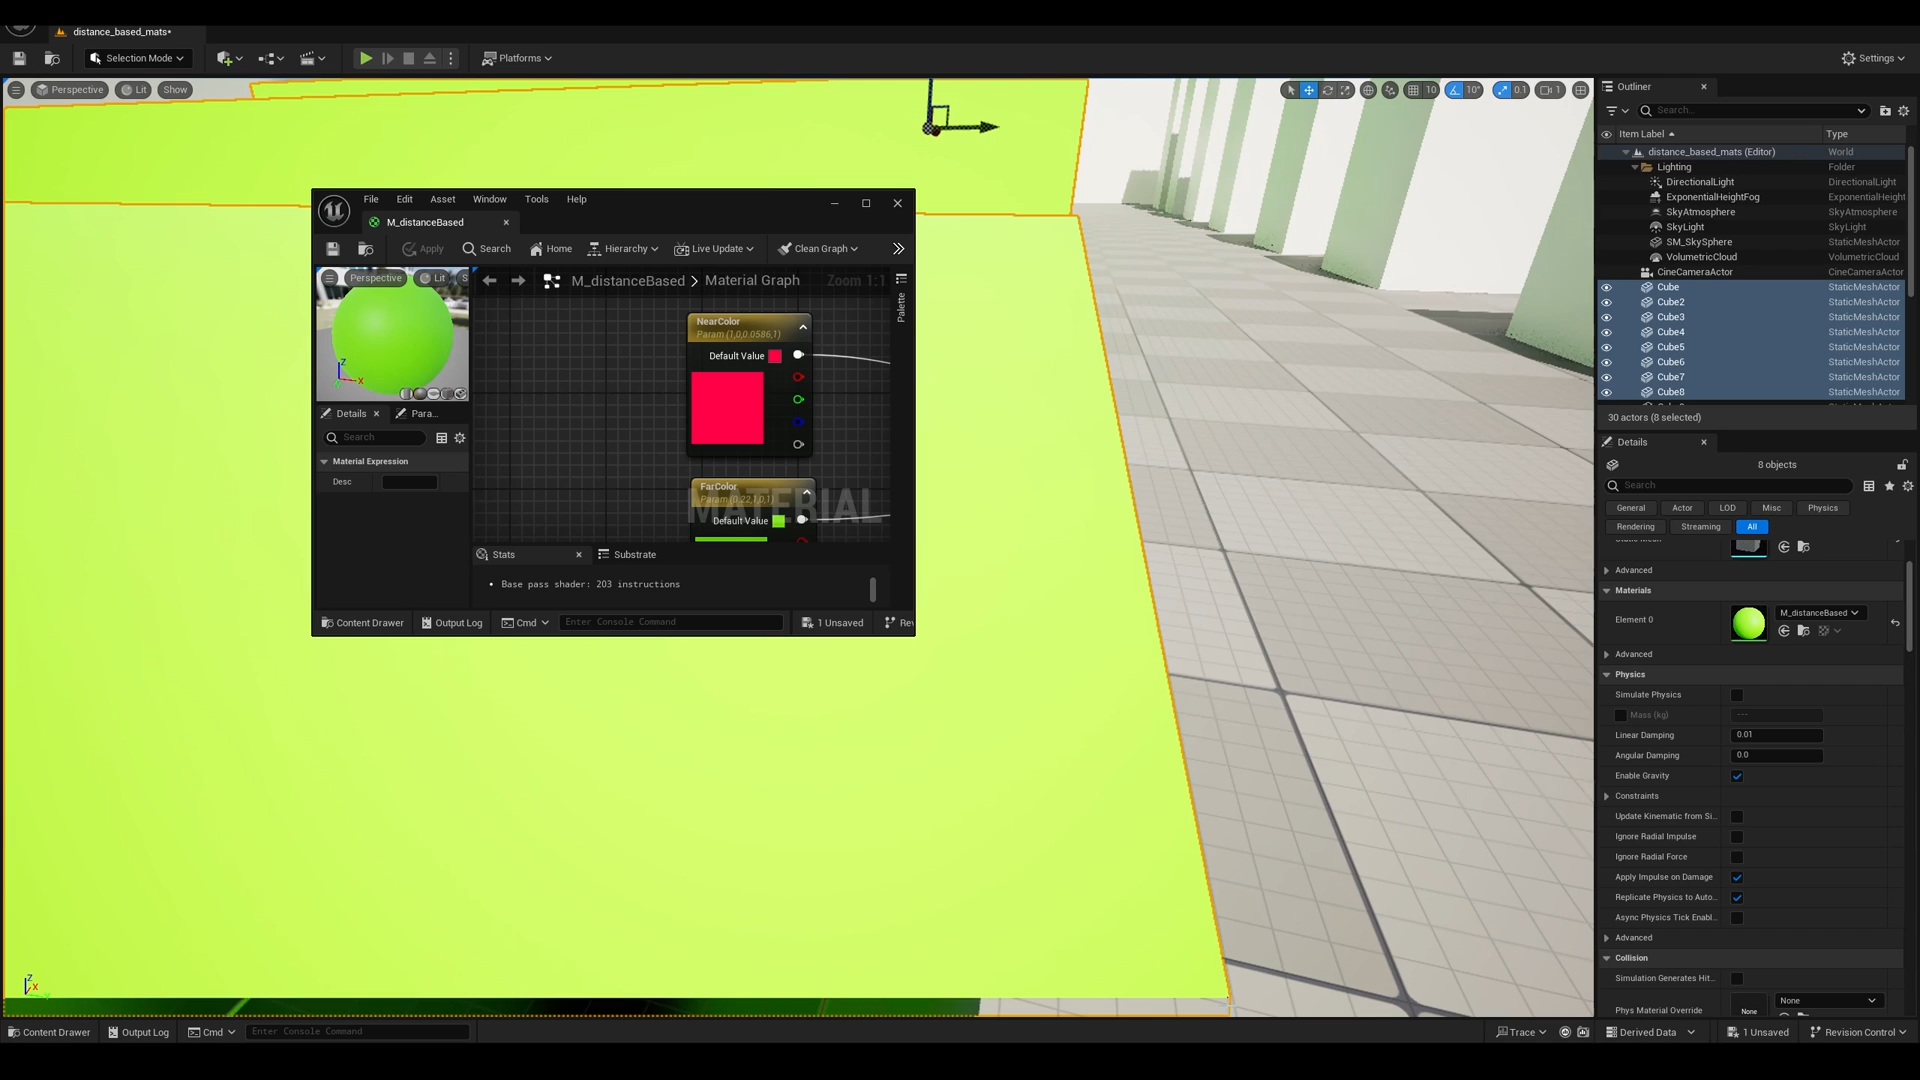 distance_based_mats*
Selection Mode
Platforms
Settings
Perspective
Lit
Show
10
10°
0.1
1
File
Edit
Asset
Window
Tools
Help
M_distanceBased
Apply
Search
Home
Hierarchy
Live Update
Clean Graph
Perspective
Lit
S
M_distanceBased > Material Graph
Zoom 1:1
Palette
NearColor
Param (1,0,0.0586,1)
Default Value
FarColor
Param (0.22,1,0,1)
Default Value
MATERIAL
Z
X
Details
Para...
Search
Material Expression
Desc
Stats
Substrate
• Base pass shader: 203 instructions
Content Drawer
Output Log
Cmd
Enter Console Command
1 Unsaved
Rev
Z
X
Outliner
Search...
Item Label
Type
distance_based_mats (Editor) World
Lighting Folder
DirectionalLight DirectionalLight
ExponentialHeightFog ExponentialHeight
SkyAtmosphere SkyAtmosphere
SkyLight SkyLight
SM_SkySphere StaticMeshActor
VolumetricCloud VolumetricCloud
CineCameraActor CineCameraActor
Cube StaticMeshActor
Cube2 StaticMeshActor
Cube3 StaticMeshActor
Cube4 StaticMeshActor
Cube5 StaticMeshActor
Cube6 StaticMeshActor
Cube7 StaticMeshActor
Cube8 StaticMeshActor
30 actors (8 selected)
Details
8 objects
Search
General
Actor
LOD
Misc
Physics
Rendering
Streaming
All
Advanced
Materials
Element 0
M_distanceBased
Advanced
Physics
Simulate Physics
Mass (kg) ---
Linear Damping 0.01
Angular Damping 0.0
Enable Gravity
Constraints
Update Kinematic from Si...
Ignore Radial Impulse
Ignore Radial Force
Apply Impulse on Damage
Replicate Physics to Auto...
Async Physics Tick Enabl...
Advanced
Collision
Simulation Generates Hit...
Phys Material Override
None
None
Content Drawer
Output Log
Cmd
Enter Console Command
Trace
Derived Data
1 Unsaved
Revision Control